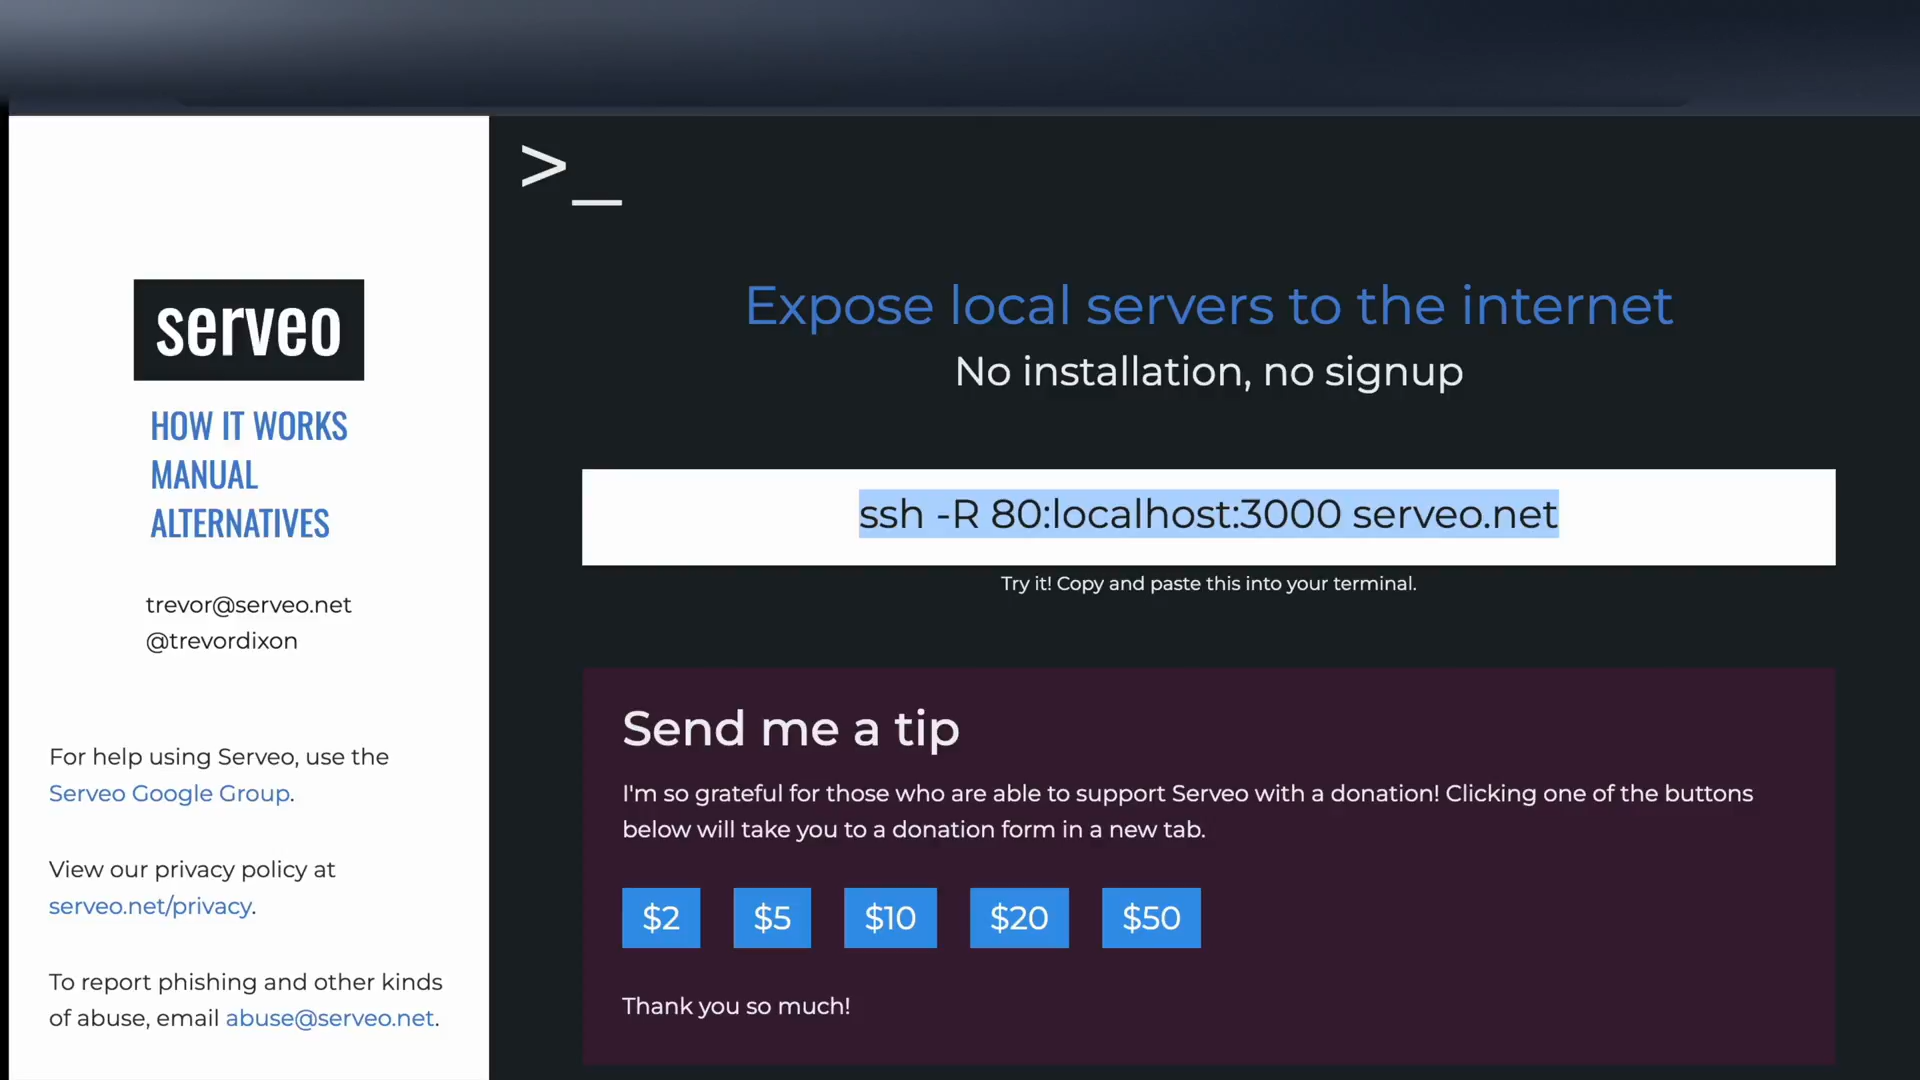 serveo
HOW IT WORKS
MANUAL
ALTERNATIVES
trevor@serveo.net
@trevordixon
For help using Serveo, use the
Serveo Google Group.
View our privacy policy at
serveo.net/privacy.
To report phishing and other kinds
of abuse, email abuse@serveo.net.
>_
Expose local servers to the internet
No installation, no signup
ssh -R 80:localhost:3000 serveo.net
Try it! Copy and paste this into your terminal.
Send me a tip
I'm so grateful for those who are able to support Serveo with a donation! Clicking one of the buttons
below will take you to a donation form in a new tab.
$2 $5 $10 $20 $50
Thank you so much!